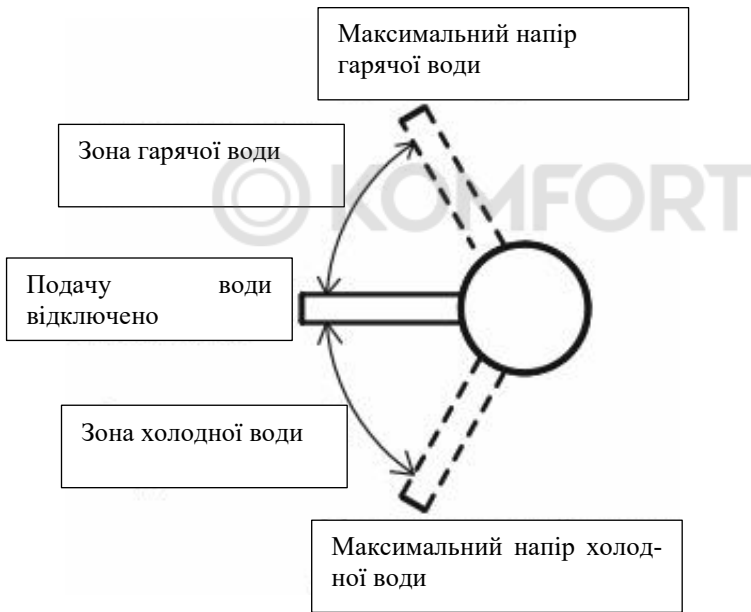 Максимальний напір
гарячої води
Зона гарячої води
KOMFORT
Подачу води
відключено
Зона холодної води
Максимальний напір холод-
ної води